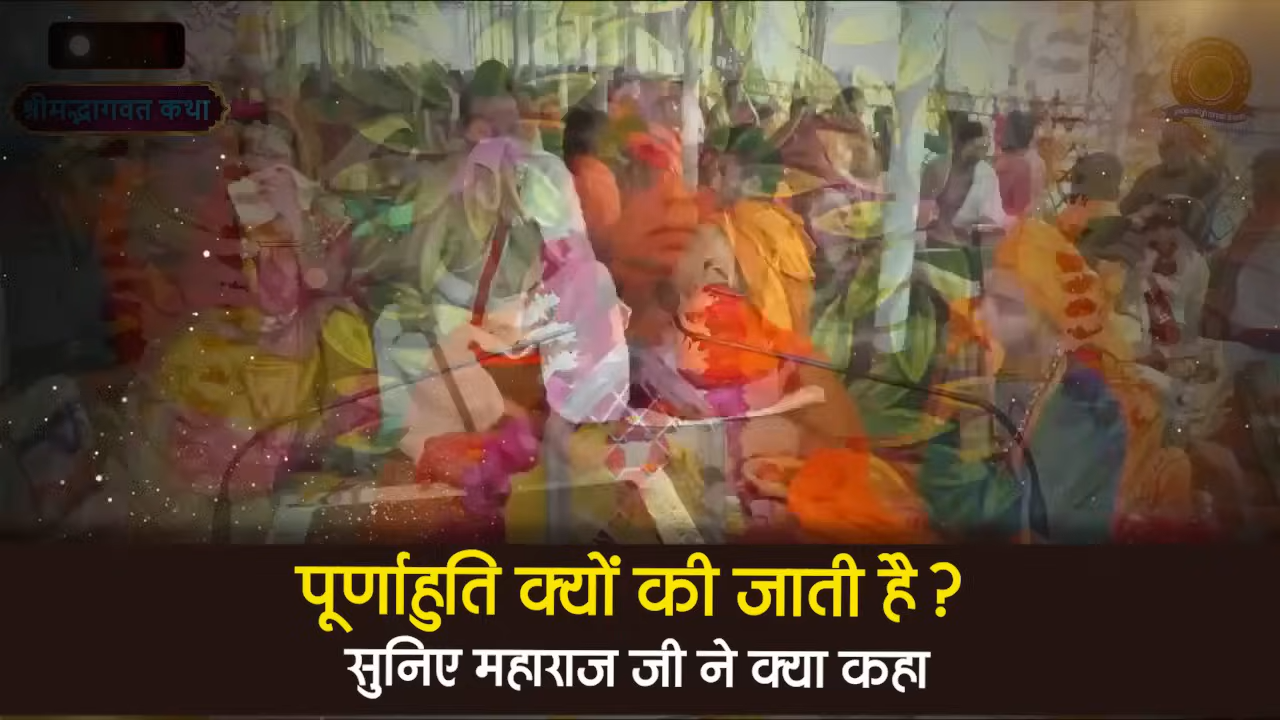 श्रीमद्भागवत कथा
पूर्णाहुति क्यों की जाती है?
सुनिए महाराज जी ने क्या कहा